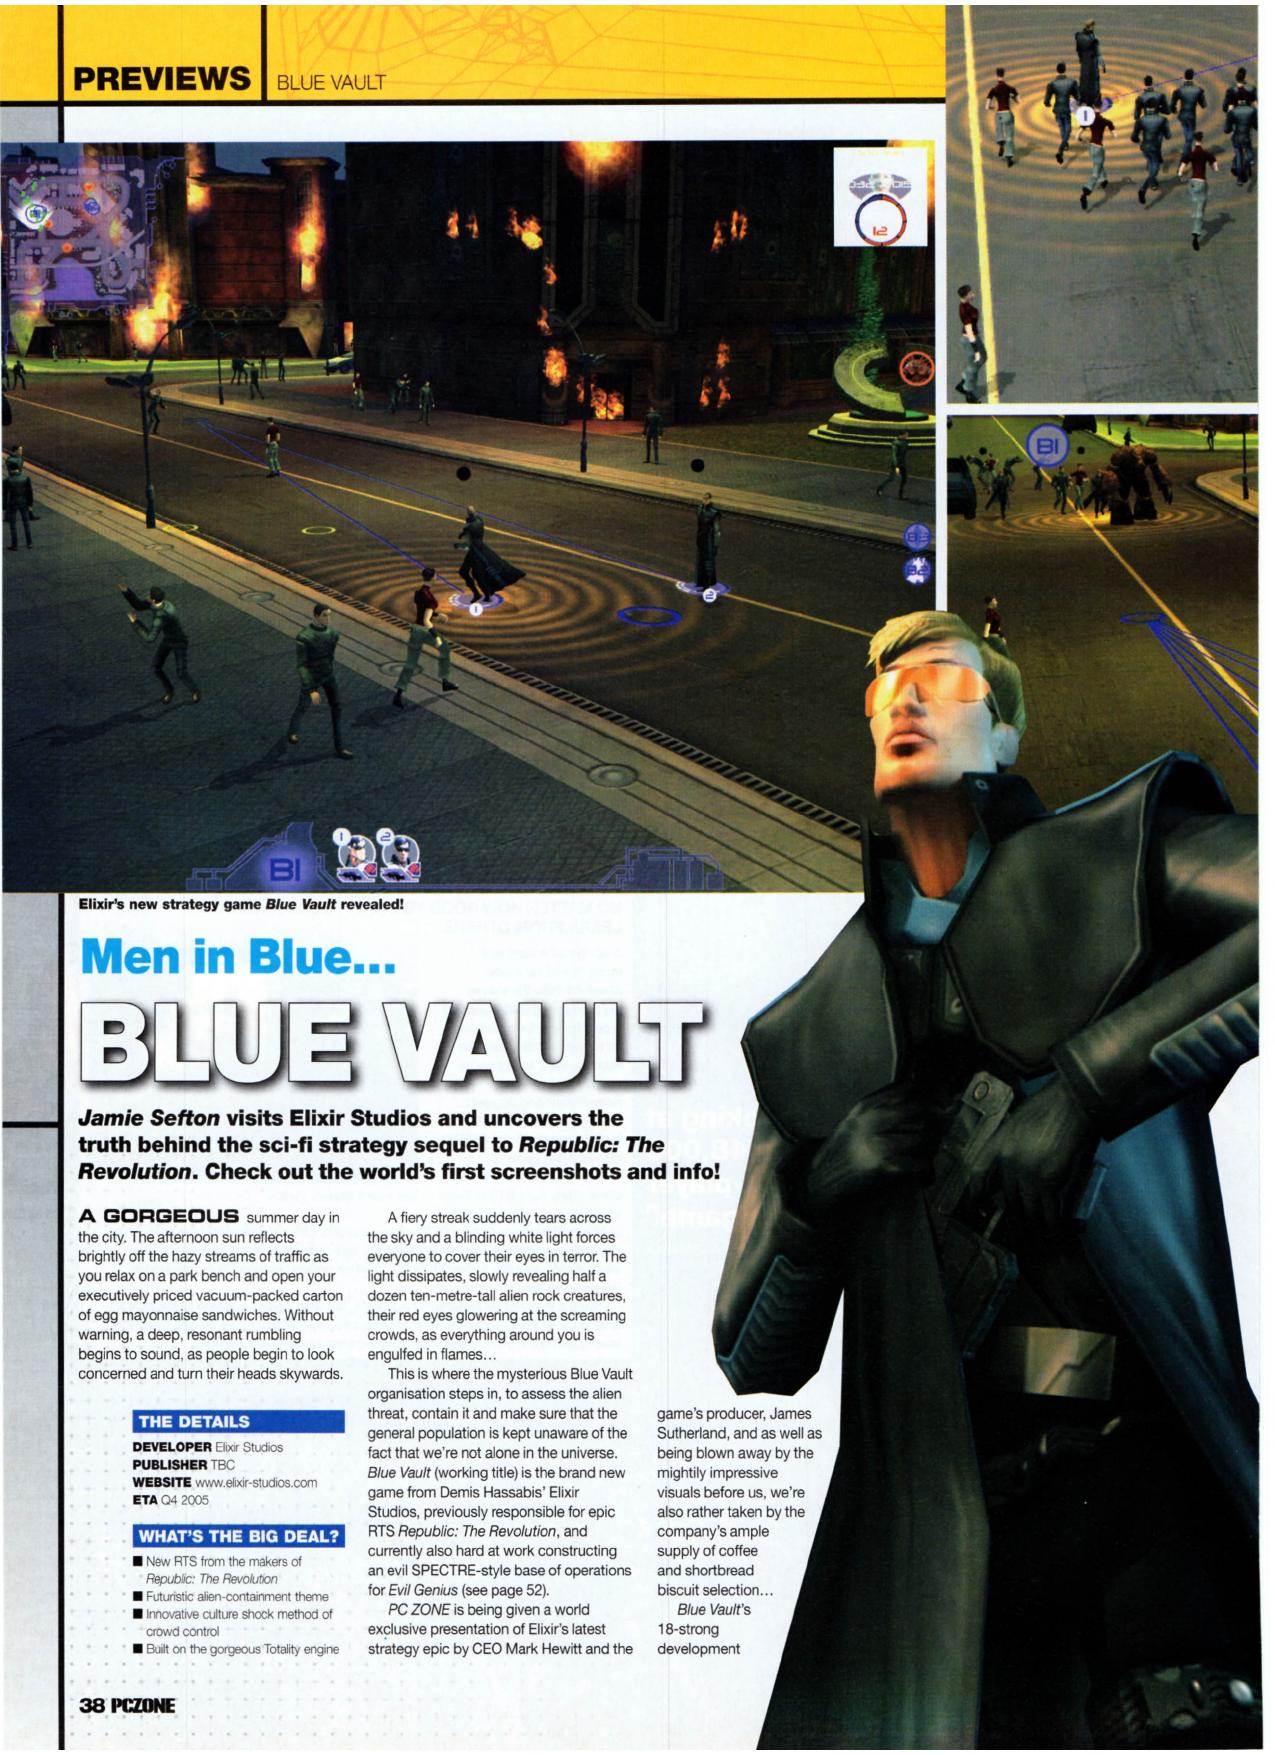 PREVIEWS BLUE VAULT
12
1
BI
1
2
B3
B2
1 2
BI
Elixir's new strategy game Blue Vault revealed!
Men in Blue...
BLUE VAULT
Jamie Sefton visits Elixir Studios and uncovers the
truth behind the sci-fi strategy sequel to Republic: The
Revolution. Check out the world's first screenshots and info!
A GORGEOUS summer day in
the city. The afternoon sun reflects
brightly off the hazy streams of traffic as
you relax on a park bench and open your
executively priced vacuum-packed carton
of egg mayonnaise sandwiches. Without
warning, a deep, resonant rumbling
begins to sound, as people begin to look
concerned and turn their heads skywards.
THE DETAILS
DEVELOPER Elixir Studios
PUBLISHER TBC
WEBSITE www.elixir-studios.com
ETA Q4 2005
WHAT'S THE BIG DEAL?
■ New RTS from the makers of
Republic: The Revolution
■ Futuristic alien-containment theme
■ Innovative culture shock method of
crowd control
■ Built on the gorgeous Totality engine
A fiery streak suddenly tears across
the sky and a blinding white light forces
everyone to cover their eyes in terror. The
light dissipates, slowly revealing half a
dozen ten-metre-tall alien rock creatures,
their red eyes glowering at the screaming
crowds, as everything around you is
engulfed in flames...
This is where the mysterious Blue Vault
organisation steps in, to assess the alien
threat, contain it and make sure that the
general population is kept unaware of the
fact that we're not alone in the universe.
Blue Vault (working title) is the brand new
game from Demis Hassabis' Elixir
Studios, previously responsible for epic
RTS Republic: The Revolution, and
currently also hard at work constructing
an evil SPECTRE-style base of operations
for Evil Genius (see page 52).
PC ZONE is being given a world
exclusive presentation of Elixir's latest
strategy epic by CEO Mark Hewitt and the
game's producer, James
Sutherland, and as well as
being blown away by the
mightily impressive
visuals before us, we're
also rather taken by the
company's ample
supply of coffee
and shortbread
biscuit selection...
Blue Vault's
18-strong
development
38 PCZONE